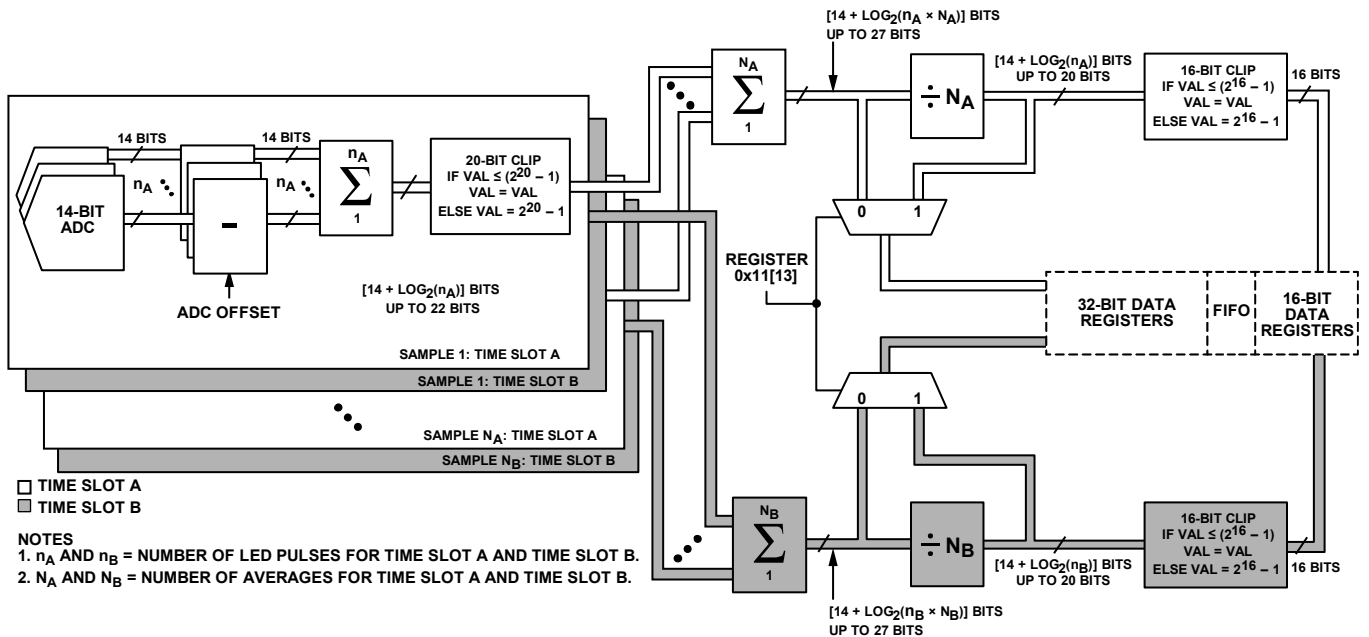 [14 + LOG2(nA × NA)] BITS
UP TO 27 BITS
NA
∑
1
÷ NA
[14 + LOG2(nA)] BITS
UP TO 20 BITS
16-BIT CLIP
IF VAL ≤ (2^16 – 1)
VAL = VAL
ELSE VAL = 2^16 – 1
16 BITS
14 BITS
14 BITS
nA
nA
14-BIT
ADC
–
ADC OFFSET
nA
∑
1
20-BIT CLIP
IF VAL ≤ (2^20 – 1)
VAL = VAL
ELSE VAL = 2^20 – 1
[14 + LOG2(nA)] BITS
UP TO 22 BITS
SAMPLE 1: TIME SLOT A
SAMPLE 1: TIME SLOT B
SAMPLE NA: TIME SLOT A
SAMPLE NB: TIME SLOT B
0 1
REGISTER
0x11[13]
32-BIT DATA
REGISTERS
FIFO
16-BIT
DATA
REGISTERS
0 1
NB
∑
1
÷ NB
[14 + LOG2(nB)] BITS
UP TO 20 BITS
16-BIT CLIP
IF VAL ≤ (2^16 – 1)
VAL = VAL
ELSE VAL = 2^16 – 1
16 BITS
[14 + LOG2(nB × NB)] BITS
UP TO 27 BITS
TIME SLOT A
TIME SLOT B
NOTES
1. nA AND nB = NUMBER OF LED PULSES FOR TIME SLOT A AND TIME SLOT B.
2. NA AND NB = NUMBER OF AVERAGES FOR TIME SLOT A AND TIME SLOT B.